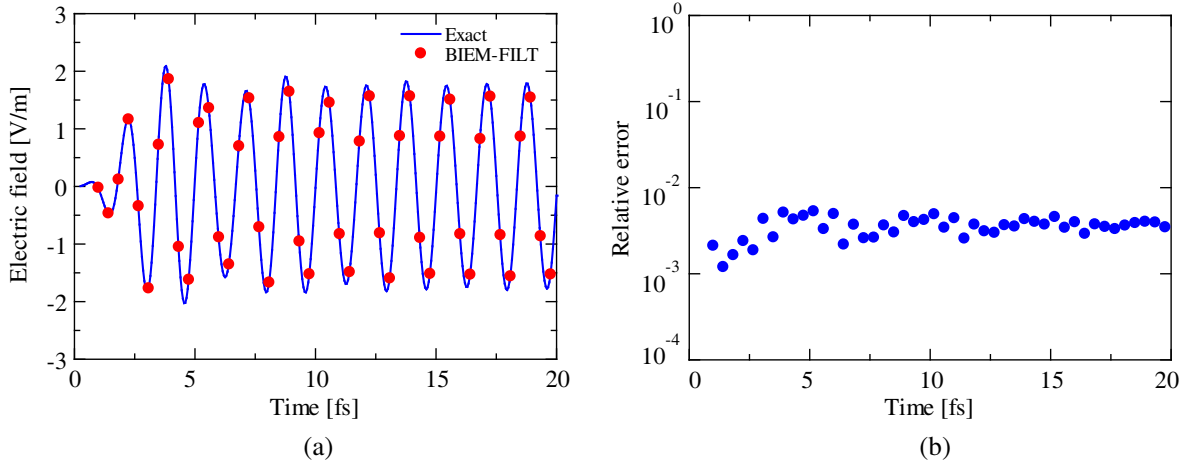 3
2
1
0
-1
-2
-3
Electric field [V/m]
Exact
BIEM-FILT
0 5 10 15 20
Time [fs]
(a)
10^0
10^-1
10^-2
10^-3
10^-4
Relative error
0 5 10 15 20
Time [fs]
(b)